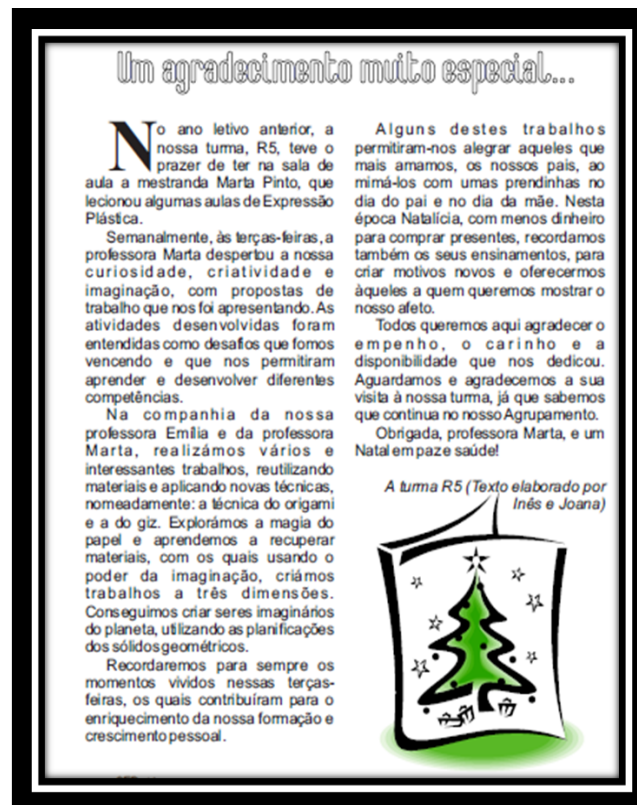 Um agradecimento muito especial...
No ano letivo anterior, a
nossa turma, R5, teve o
prazer de ter na sala de
aula a mestranda Marta Pinto, que
lecionou algumas aulas de Expressão
Plástica.
Semanalmente, às terças-feiras, a
professora Marta despertou a nossa
curiosidade, criatividade e
imaginação, com propostas de
trabalho que nos foi apresentando. As
atividades desenvolvidas foram
entendidas como desafios que fomos
vencendo e que nos permitiram
aprender e desenvolver diferentes
competências.
Na companhia da nossa
professora Emília e da professora
Marta, realizámos vários e
interessantes trabalhos, reutilizando
materiais e aplicando novas técnicas,
nomeadamente: a técnica do origami
e a do giz. Explorámos a magia do
papel e aprendemos a recuperar
materiais, com os quais usando o
poder da imaginação, criámos
trabalhos a três dimensões.
Conseguimos criar seres imaginários
do planeta, utilizando as planificações
dos sólidos geométricos.
Recordaremos para sempre os
momentos vividos nessas terças-
feiras, os quais contribuíram para o
enriquecimento da nossa formação e
crescimento pessoal.
Alguns destes trabalhos
permitiram-nos alegrar aqueles que
mais amamos, os nossos pais, ao
mimá-los com umas prendinhas no
dia do pai e no dia da mãe. Nesta
época Natalícia, com menos dinheiro
para comprar presentes, recordamos
também os seus ensinamentos, para
criar motivos novos e oferecermos
àqueles a quem queremos mostrar o
nosso afeto.
Todos queremos aqui agradecer o
empenho, o carinho e a
disponibilidade que nos dedicou.
Aguardamos e agradecemos a sua
visita à nossa turma, já que sabemos
que continua no nosso Agrupamento.
Obrigada, professora Marta, e um
Natal em paz e saúde!
A turma R5 (Texto elaborado por
Inês e Joana)